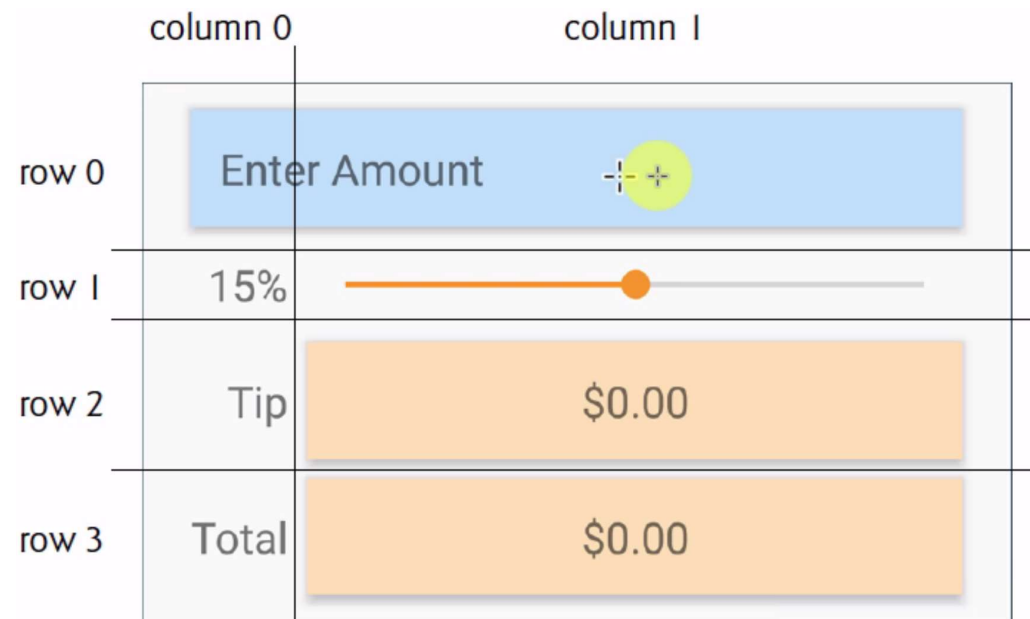 column 0 column 1
row 0 Enter Amount
row 1 15%
row 2 Tip $0.00
row 3 Total $0.00